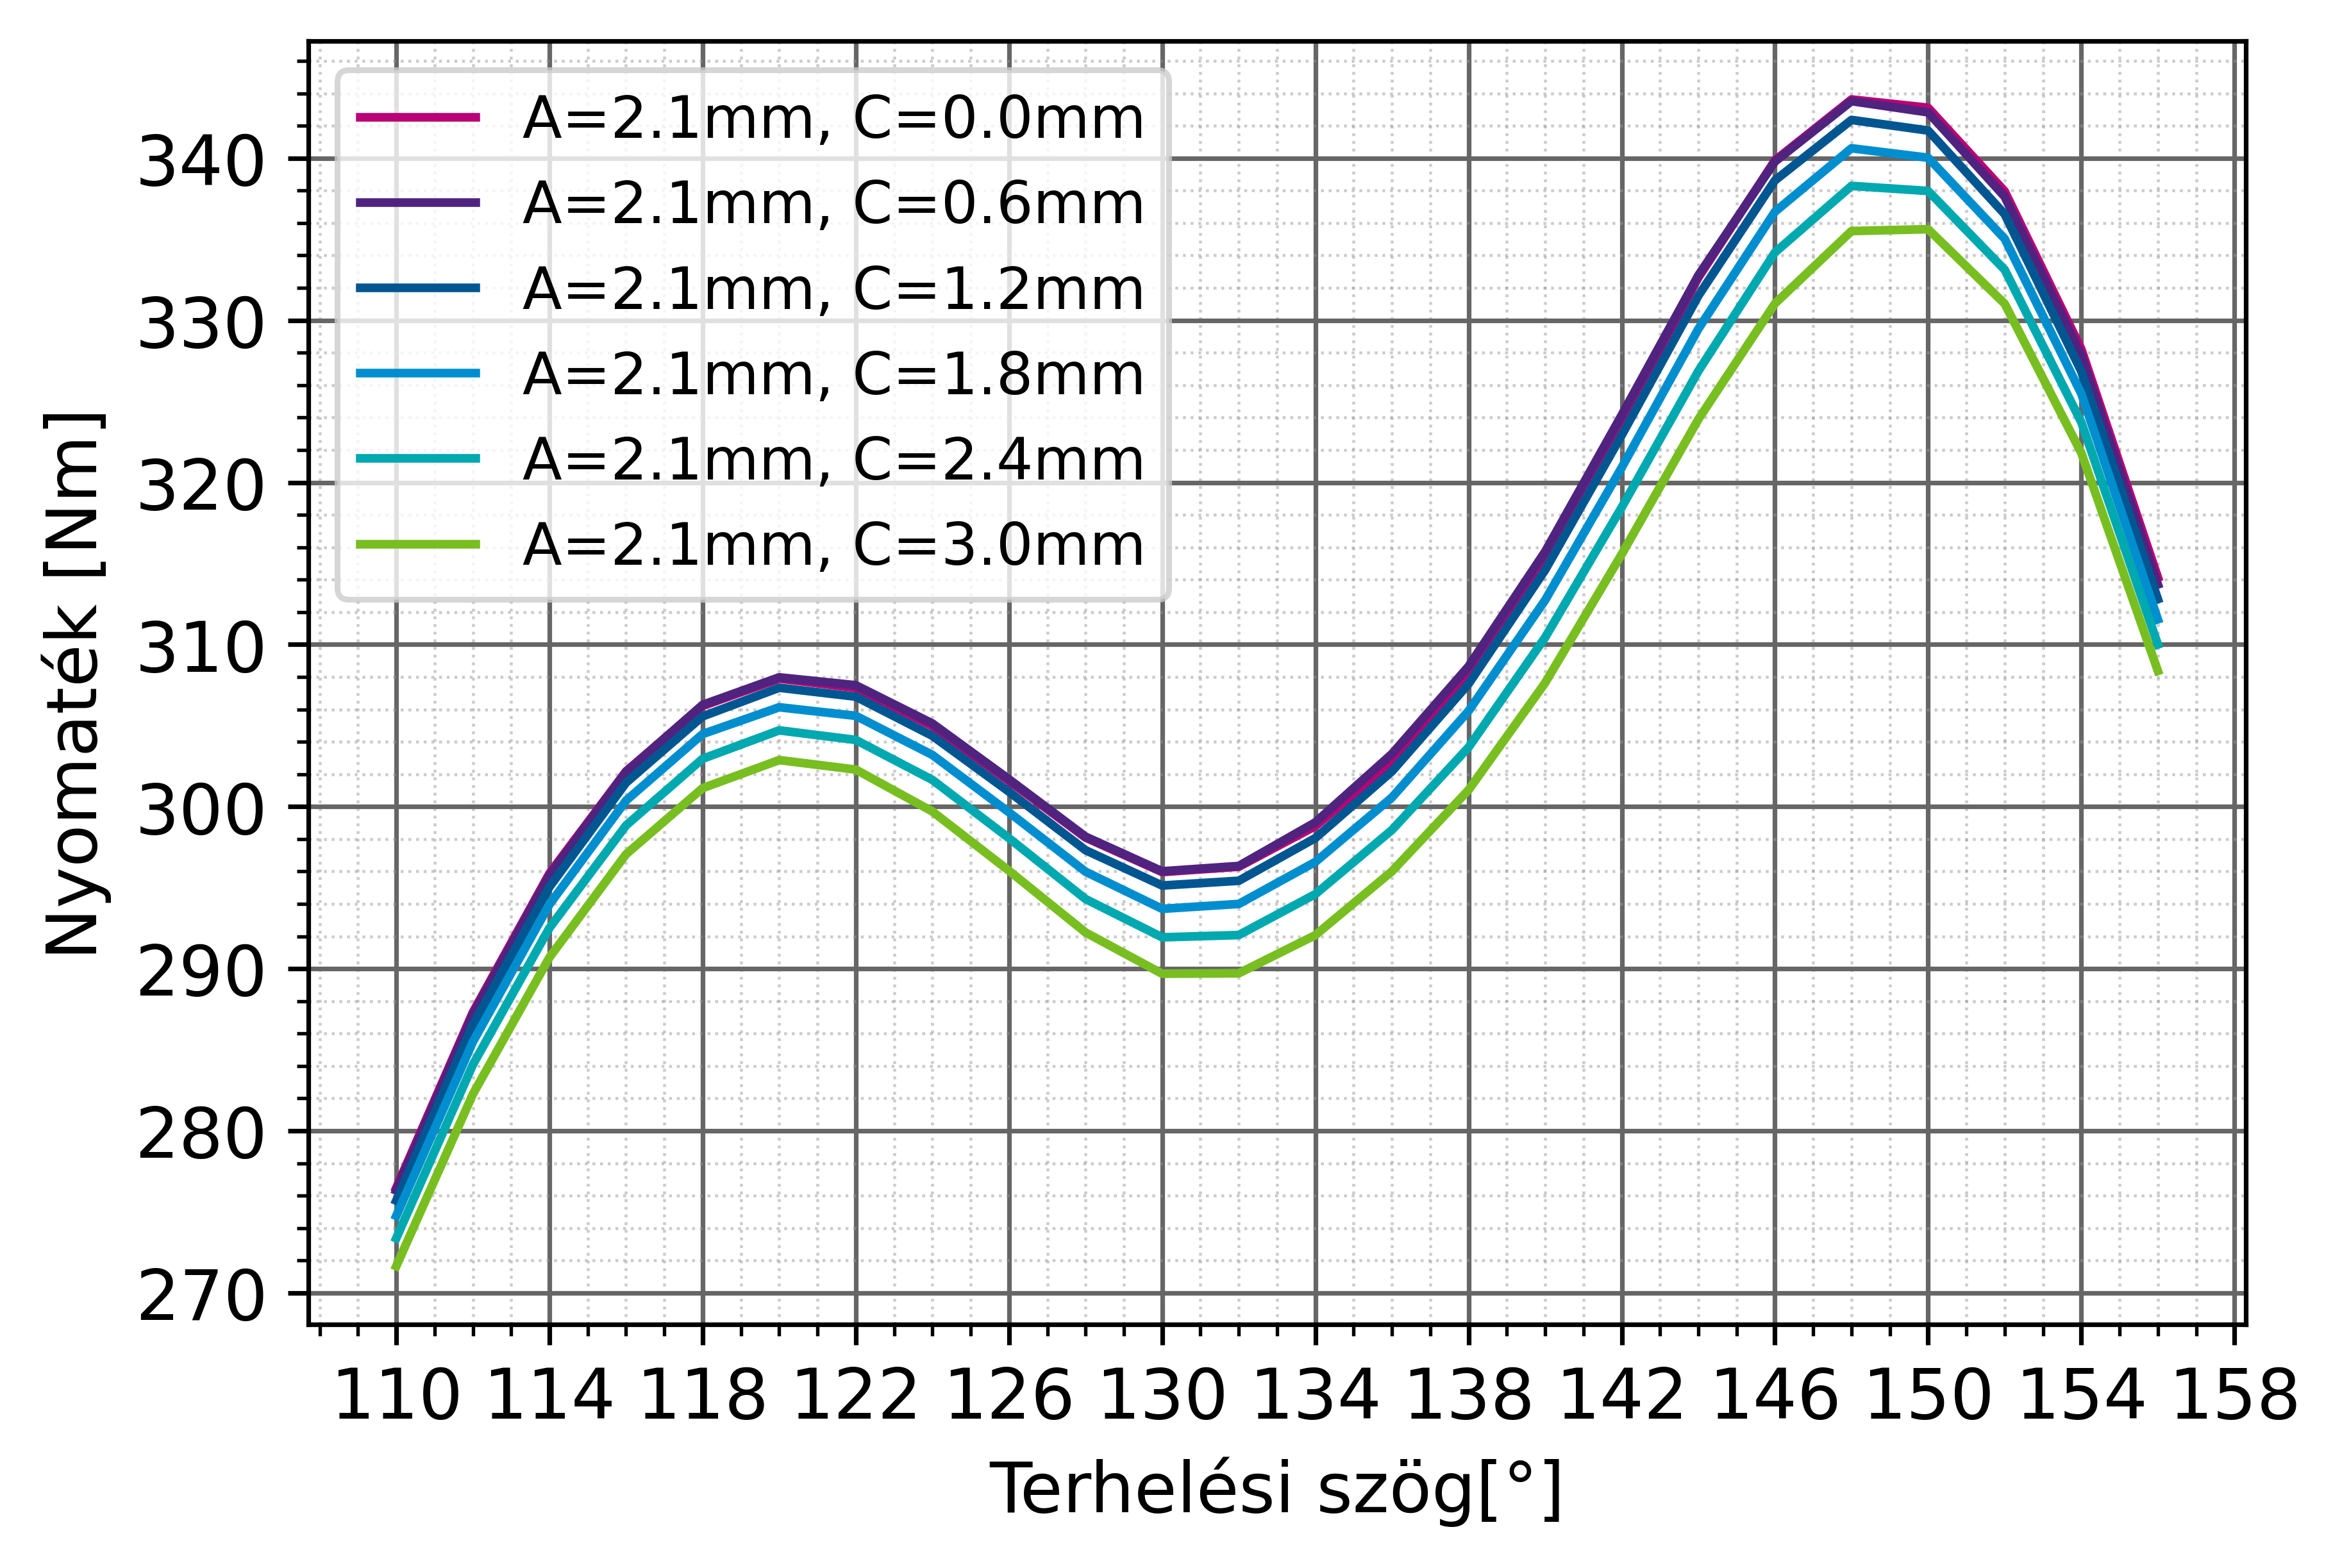 A=2.1mm, C=0.0mm
A=2.1mm, C=0.6mm
A=2.1mm, C=1.2mm
A=2.1mm, C=1.8mm
A=2.1mm, C=2.4mm
A=2.1mm, C=3.0mm
340
330
320
310
300
290
280
270
Nyomaték [Nm]
110 114 118 122 126 130 134 138 142 146 150 154 158
Terhelési szög[°]